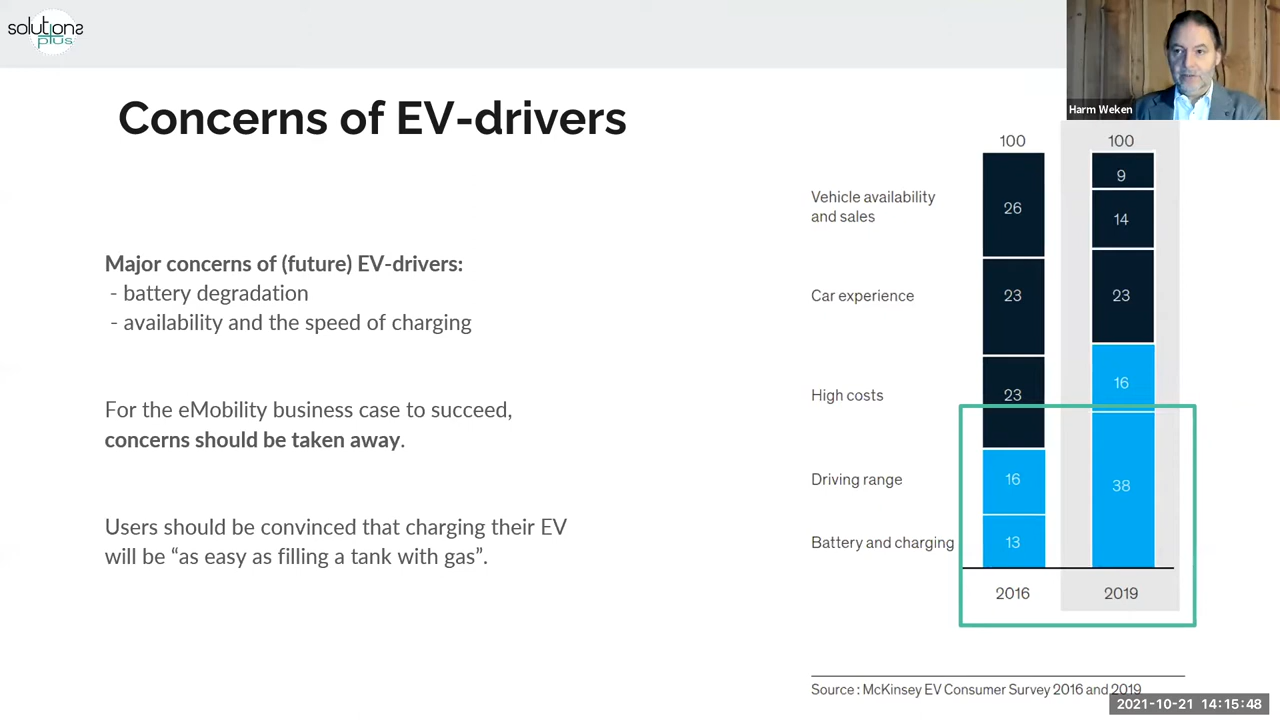 solutions
plus
Harm Weken
Concerns of EV-drivers
Major concerns of (future) EV-drivers:
- battery degradation
- availability and the speed of charging
For the eMobility business case to succeed,
concerns should be taken away.
Users should be convinced that charging their EV
will be “as easy as filling a tank with gas”.
100
100
Vehicle availability
and sales
26
9
14
Car experience
23
23
High costs
23
16
Driving range
16
38
Battery and charging
13
2016
2019
Source : McKinsey EV Consumer Survey 2016 and 2019
2021-10-21 14:15:48